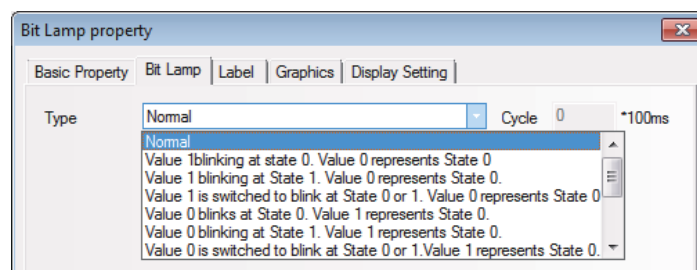 Bit Lamp property
Basic Property Bit Lamp Label Graphics Display Setting
Type Normal Cycle 0 *100ms
Normal
Value 1blinking at state 0. Value 0 represents State 0
Value 1 blinking at State 1. Value 0 represents State 0.
Value 1 is switched to blink at State 0 or 1. Value 0 represents State 0
Value 0 blinks at State 0. Value 1 represents State 0.
Value 0 blinking at State 1. Value 1 represents State 0.
Value 0 is switched to blink at State 0 or 1.Value 1 represents State 0.